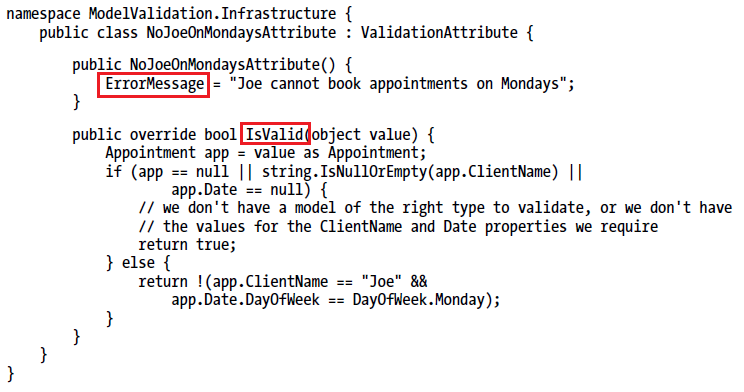 namespace ModelValidation.Infrastructure {
    public class NoJoeOnMondaysAttribute : ValidationAttribute {
        public NoJoeOnMondaysAttribute() {
            ErrorMessage = "Joe cannot book appointments on Mondays";
        }
        public override bool IsValid(object value) {
            Appointment app = value as Appointment;
            if (app == null || string.IsNullOrEmpty(app.ClientName) ||
                    app.Date == null) {
                // we don't have a model of the right type to validate, or we don't have
                // the values for the ClientName and Date properties we require
                return true;
            } else {
                return !(app.ClientName == "Joe" &&
                    app.Date.DayOfWeek == DayOfWeek.Monday);
            }
        }
    }
}